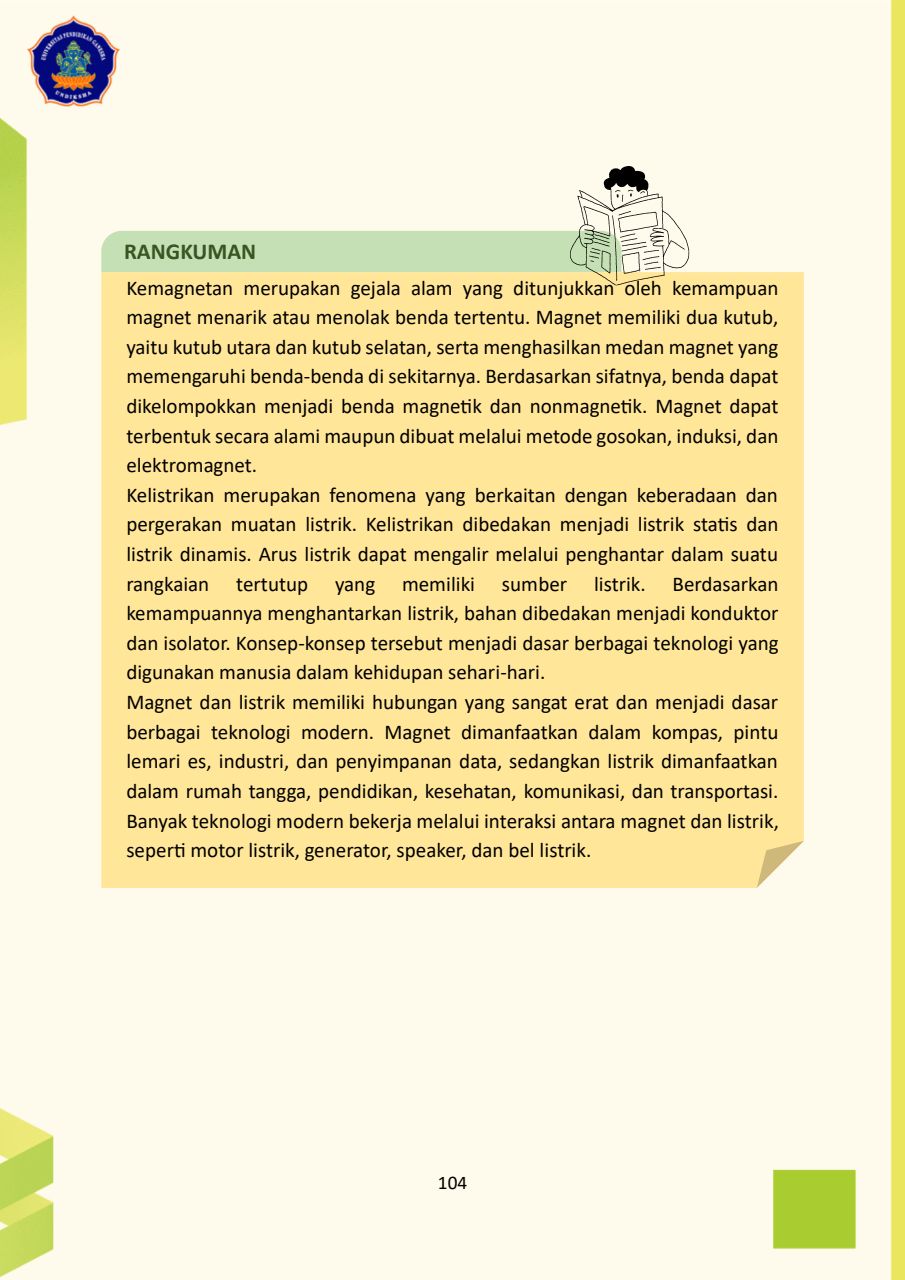 UNIVERSITAS PENDIDIKAN GANESHA
UNDIKSHA
RANGKUMAN
Kemagnetan merupakan gejala alam yang ditunjukkan oleh kemampuan
magnet menarik atau menolak benda tertentu. Magnet memiliki dua kutub,
yaitu kutub utara dan kutub selatan, serta menghasilkan medan magnet yang
memengaruhi benda-benda di sekitarnya. Berdasarkan sifatnya, benda dapat
dikelompokkan menjadi benda magnetik dan nonmagnetik. Magnet dapat
terbentuk secara alami maupun dibuat melalui metode gosokan, induksi, dan
elektromagnet.
Kelistrikan merupakan fenomena yang berkaitan dengan keberadaan dan
pergerakan muatan listrik. Kelistrikan dibedakan menjadi listrik statis dan
listrik dinamis. Arus listrik dapat mengalir melalui penghantar dalam suatu
rangkaian tertutup yang memiliki sumber listrik. Berdasarkan
kemampuannya menghantarkan listrik, bahan dibedakan menjadi konduktor
dan isolator. Konsep-konsep tersebut menjadi dasar berbagai teknologi yang
digunakan manusia dalam kehidupan sehari-hari.
Magnet dan listrik memiliki hubungan yang sangat erat dan menjadi dasar
berbagai teknologi modern. Magnet dimanfaatkan dalam kompas, pintu
lemari es, industri, dan penyimpanan data, sedangkan listrik dimanfaatkan
dalam rumah tangga, pendidikan, kesehatan, komunikasi, dan transportasi.
Banyak teknologi modern bekerja melalui interaksi antara magnet dan listrik,
seperti motor listrik, generator, speaker, dan bel listrik.
104